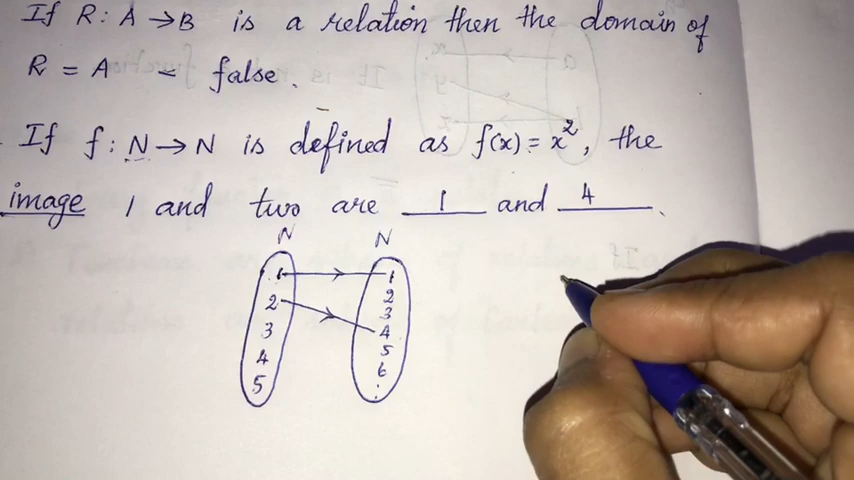 If R: A → B is a relation then the domain of
R = A - false.
If f: N → N is defined as f(x) = x², the
image 1 and two are 1 and 4.
N N
1 1
2 2
3 3
4 4
5 5
6